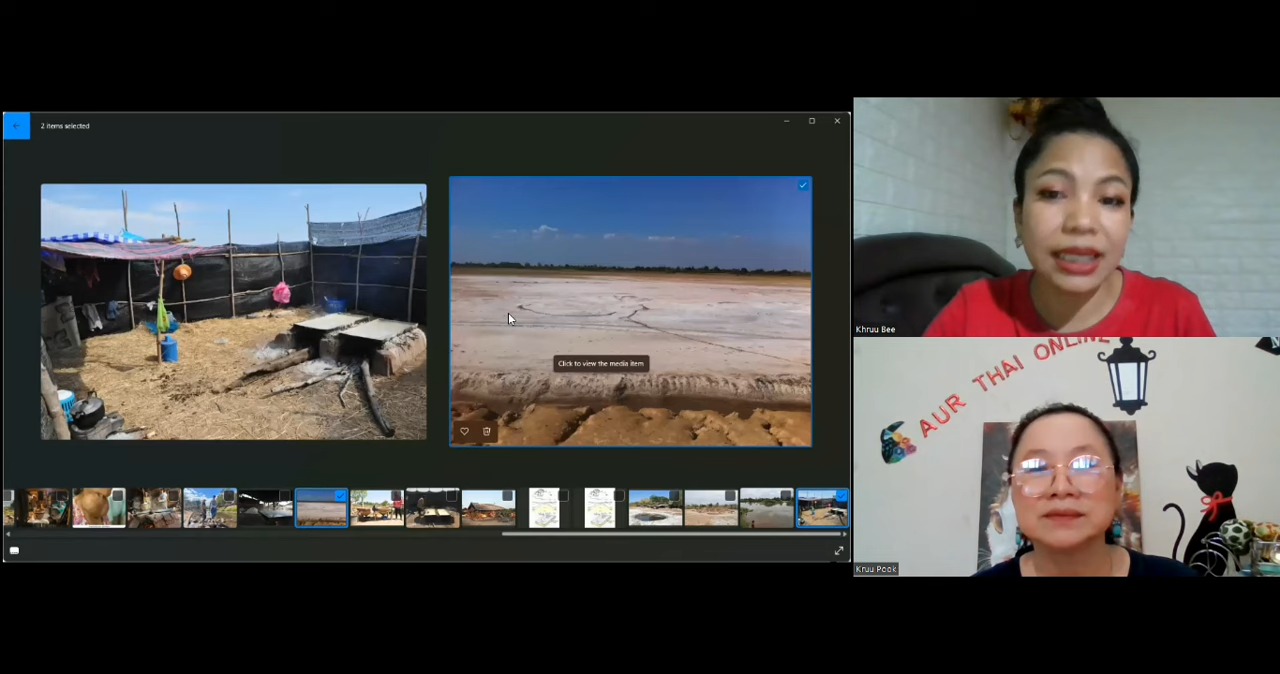 2 items selected
Click to view the media item
Khruu Bee
AUR THAI ONLINE
Kruu Pook